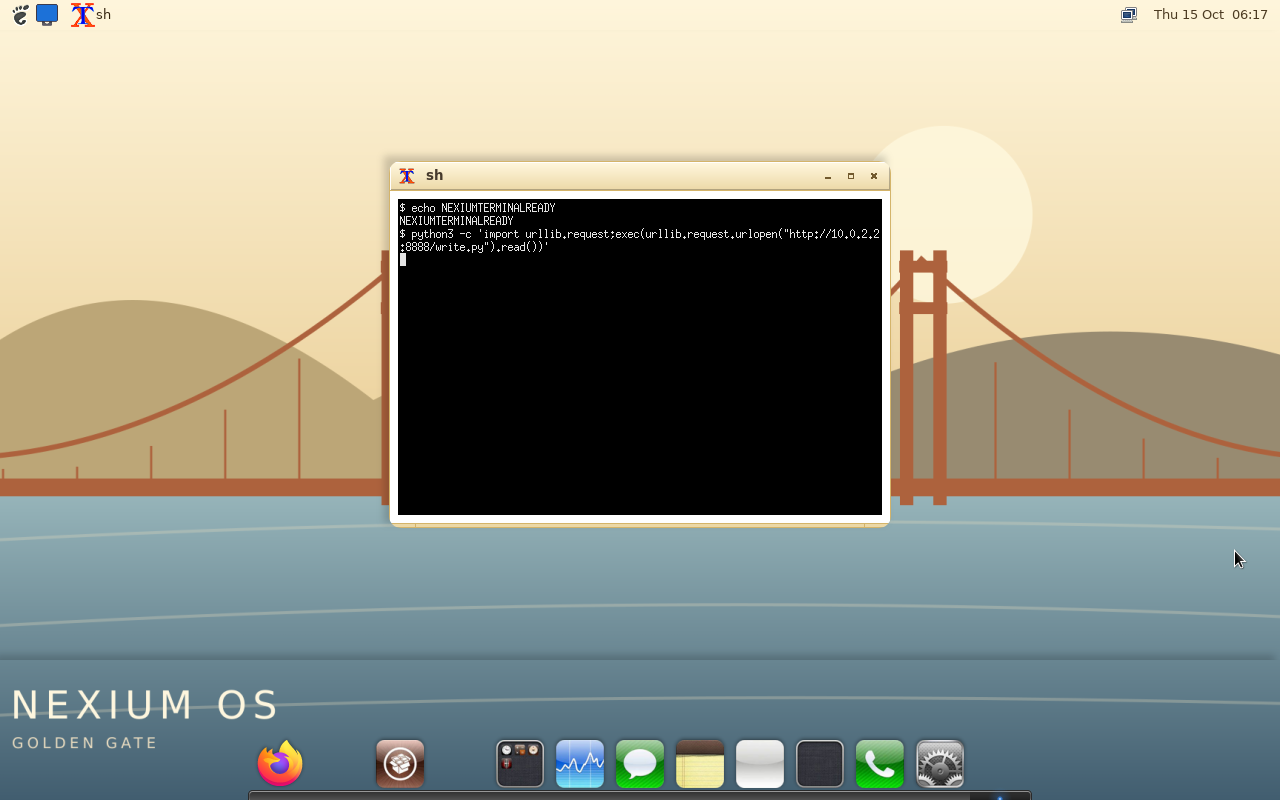 sh
Thu 15 Oct 06:17
sh
$ echo NEXIUMTERMINALREADY
NEXIUMTERMINALREADY
$ python3 -c 'import urllib.request;exec(urllib.request.urlopen("http://10.0.2.2
:8888/write.py").read())'
NEXIUM OS
GOLDEN GATE